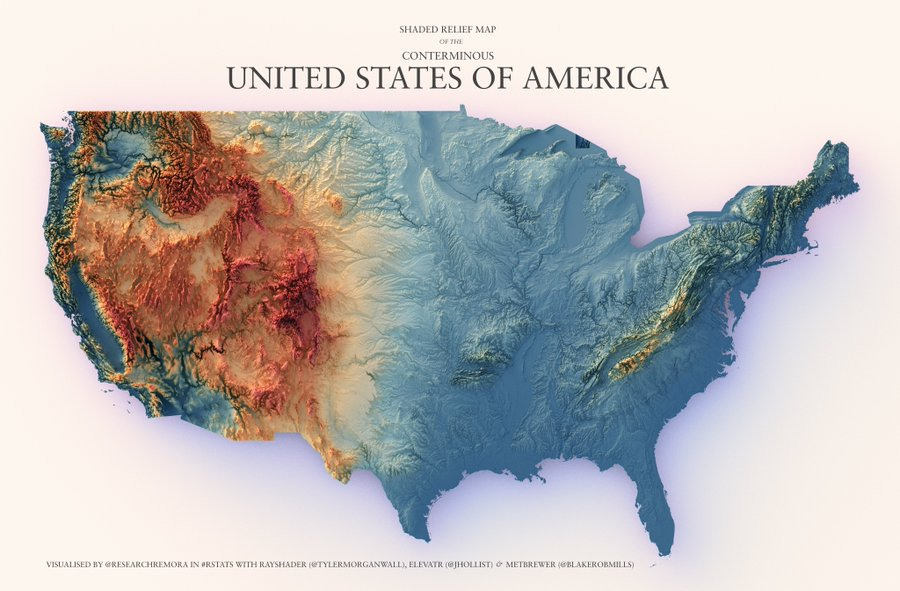 SHADED RELIEF MAP
OF THE
CONTERMINOUS
UNITED STATES OF AMERICA
VISUALISED BY @RESEARCHREMORA IN #RSTATS WITH RAYSHADER (@TYLERMORGANWALL), ELEVATR (@JHOLLIST) & METBREWER (@BLAKEROBMILLS)